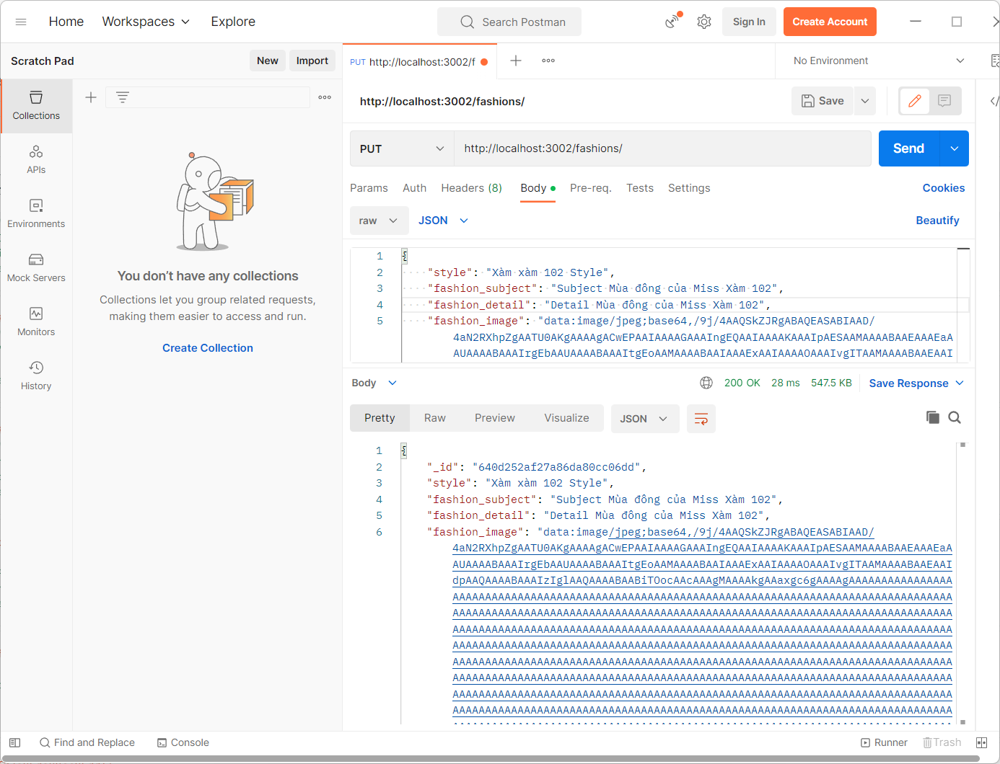 Home Workspaces Explore Search Postman Sign In Create Account
Scratch Pad New Import PUT http://localhost:3002/f No Environment
http://localhost:3002/fashions/ Save
Collections
APIs
Environments
Mock Servers
Monitors
History
You don’t have any collections
Collections let you group related requests,
making them easier to access and run.
Create Collection
PUT http://localhost:3002/fashions/ Send
Params Auth Headers (8) Body Pre-req. Tests Settings Cookies
raw JSON Beautify
1 {
2 "style": "Xàm xàm 102 Style",
3 "fashion_subject": "Subject Mùa đông của Miss Xàm 102",
4 "fashion_detail": "Detail Mùa đông của Miss Xàm 102",
5 "fashion_image": "data:image/jpeg;base64,/9j/4AAQSkZJRgABAQEASABIAAD/
4aN2RXhpZgAATU0AKgAAAAgACwEPAAIAAAAGAAAIngEQAAIAAAAKAAAIpAESAAMAAAABAAEAAAEaA
AUAAAABAAAIrgEbAAUAAAABAAAItgEoAAMAAAABAAIAAAExAAIAAAAOAAAIvgITAAMAAAABAAEAAI
Body 200 OK 28 ms 547.5 KB Save Response
Pretty Raw Preview Visualize JSON
1 {
2 "_id": "640d252af27a86da80cc06dd",
3 "style": "Xàm xàm 102 Style",
4 "fashion_subject": "Subject Mùa đông của Miss Xàm 102",
5 "fashion_detail": "Detail Mùa đông của Miss Xàm 102",
6 "fashion_image": "data:image/jpeg;base64,/9j/4AAQSkZJRgABAQEASABIAAD/
4aN2RXhpZgAATU0AKgAAAAgACwEPAAIAAAAGAAAIngEQAAIAAAAKAAAIpAESAAMAAAABAAEAAAEaA
AUAAAABAAAIrgEbAAUAAAABAAAItgEoAAMAAAABAAIAAAExAAIAAAAOAAAIvgITAAMAAAABAAEAAI
dpAAQAAAABAAAIzIglAAQAAAABAABiTOocAAcAAAgMAAAAkgAAaxgc6gAAAAgAAAAAAAAAAAAAAAA
AAAAAAAAAAAAAAAAAAAAAAAAAAAAAAAAAAAAAAAAAAAAAAAAAAAAAAAAAAAAAAAAAAAAAAAAAAAAA
AAAAAAAAAAAAAAAAAAAAAAAAAAAAAAAAAAAAAAAAAAAAAAAAAAAAAAAAAAAAAAAAAAAAAAAAAAAAA
AAAAAAAAAAAAAAAAAAAAAAAAAAAAAAAAAAAAAAAAAAAAAAAAAAAAAAAAAAAAAAAAAAAAAAAAAAAAA
AAAAAAAAAAAAAAAAAAAAAAAAAAAAAAAAAAAAAAAAAAAAAAAAAAAAAAAAAAAAAAAAAAAAAAAAAAAAA
AAAAAAAAAAAAAAAAAAAAAAAAAAAAAAAAAAAAAAAAAAAAAAAAAAAAAAAAAAAAAAAAAAAAAAAAAAAAA
AAAAAAAAAAAAAAAAAAAAAAAAAAAAAAAAAAAAAAAAAAAAAAAAAAAAAAAAAAAAAAAAAAAAAAAAAAAAA
AAAAAAAAAAAAAAAAAAAAAAAAAAAAAAAAAAAAAAAAAAAAAAAAAAAAAAAAAAAAAAAAAAAAAAAAAAAAA
AAAAAAAAAAAAAAAAAAAAAAAAAAAAAAAAAAAAAAAAAAAAAAAAAAAAAAAAAAAAAAAAAAAAAAAAAAAAA
Find and Replace Console Runner Trash